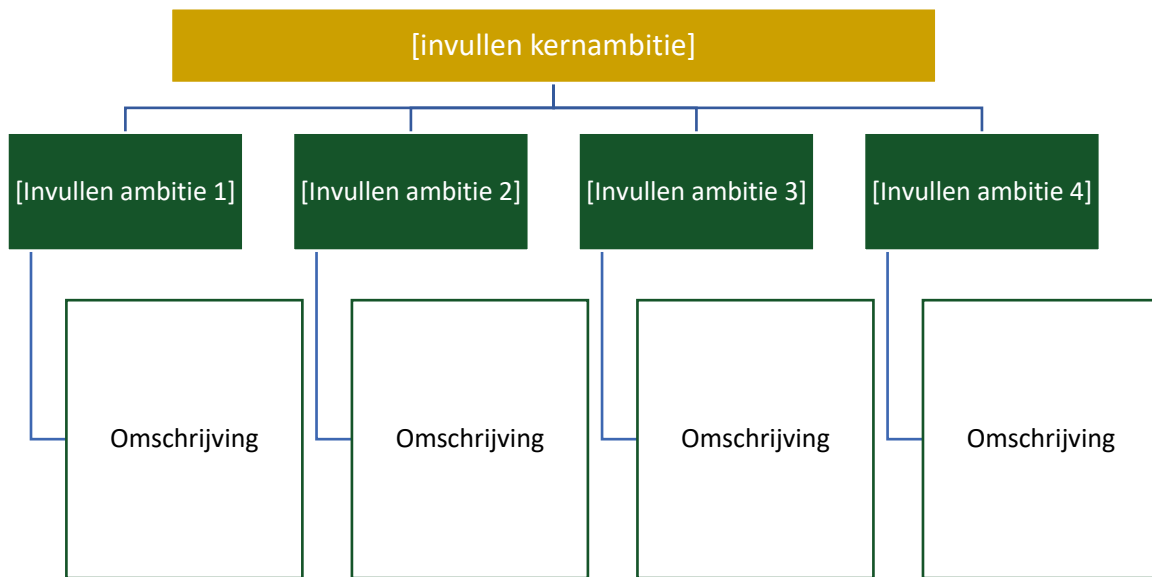 [invullen kernambitie]
[Invullen ambitie 1]
[Invullen ambitie 2]
[Invullen ambitie 3]
[Invullen ambitie 4]
Omschrijving
Omschrijving
Omschrijving
Omschrijving